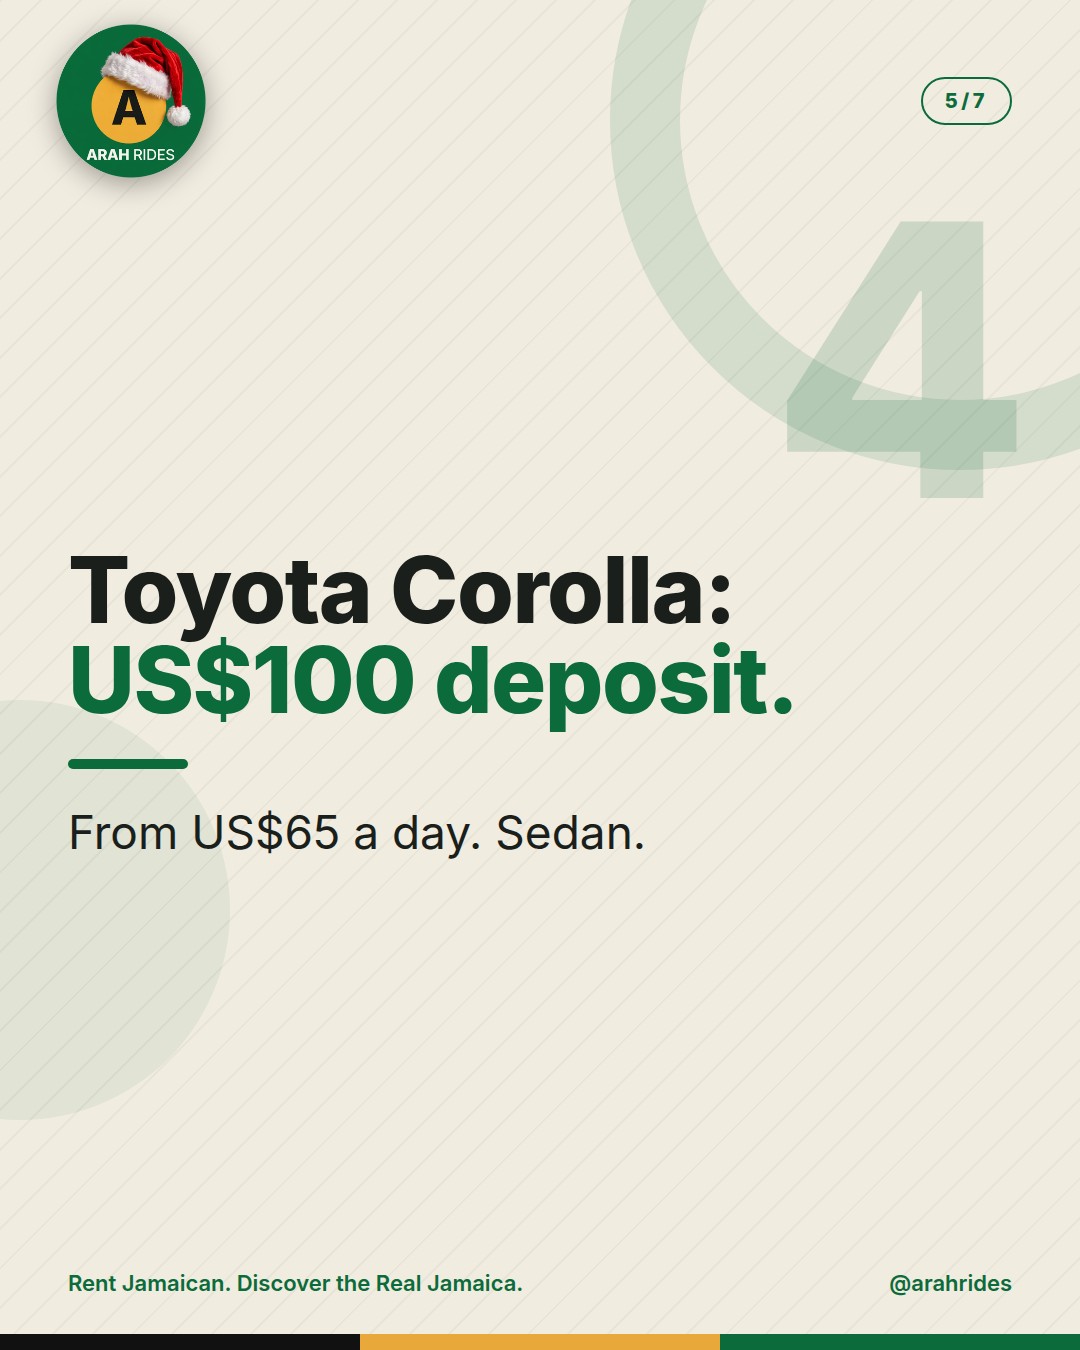 A
ARAH RIDES
5/7
4
Toyota Corolla:
US$100 deposit.
From US$65 a day. Sedan.
Rent Jamaican. Discover the Real Jamaica.
@arahrides